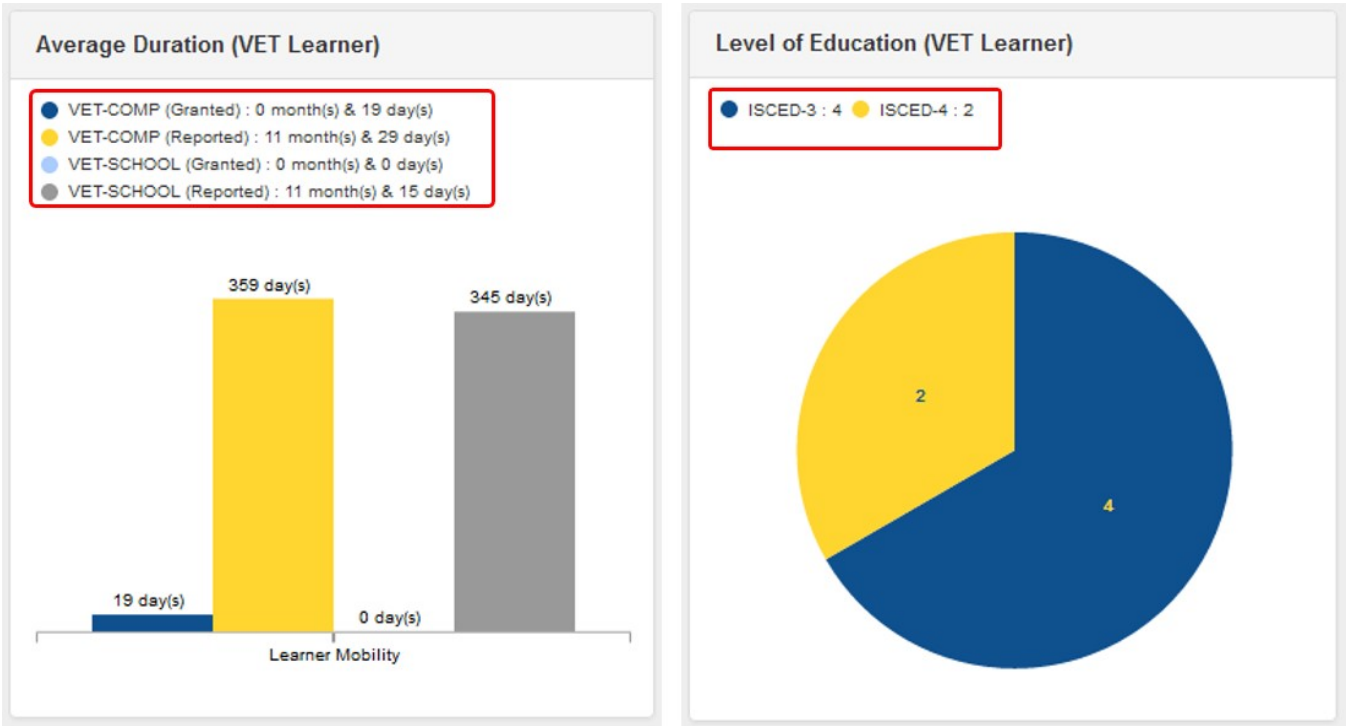 Average Duration (VET Learner)
VET-COMP (Granted) : 0 month(s) & 19 day(s)
VET-COMP (Reported) : 11 month(s) & 29 day(s)
VET-SCHOOL (Granted) : 0 month(s) & 0 day(s)
VET-SCHOOL (Reported) : 11 month(s) & 15 day(s)
359 day(s)
345 day(s)
19 day(s)
0 day(s)
Learner Mobility
Level of Education (VET Learner)
ISCED-3 : 4 ISCED-4 : 2
2
4